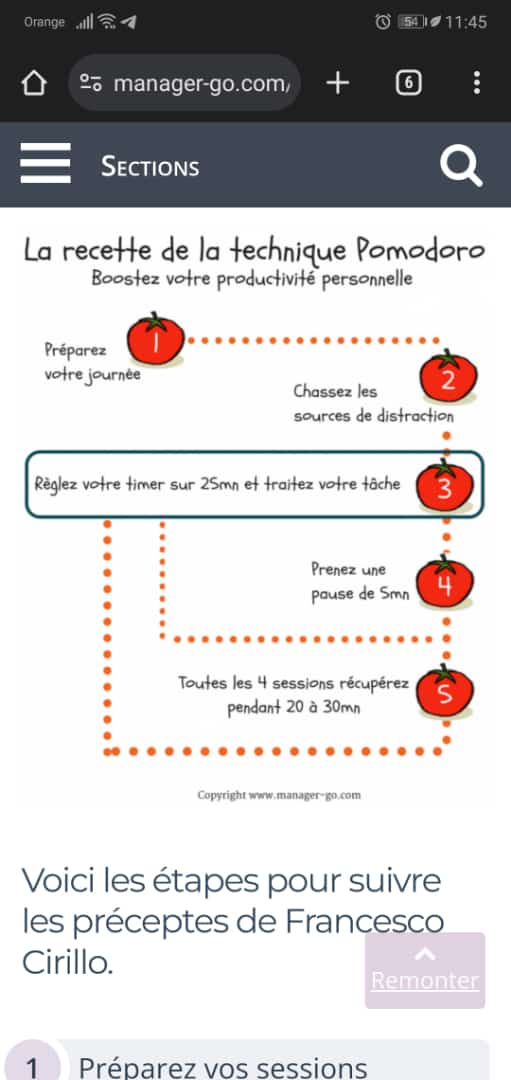 Orange 54 11:45
manager-go.com/ 6
SECTIONS
La recette de la technique Pomodoro
Boostez votre productivité personnelle
1
Préparez
votre journée
2
Chassez les
sources de distraction
Règlez votre timer sur 25mn et traitez votre tâche 3
Prenez une
pause de 5mn
4
Toutes les 4 sessions récupérez
pendant 20 à 30mn
5
Copyright www.manager-go.com
Voici les étapes pour suivre
les préceptes de Francesco
Cirillo.
Remonter
1 Préparez vos sessions